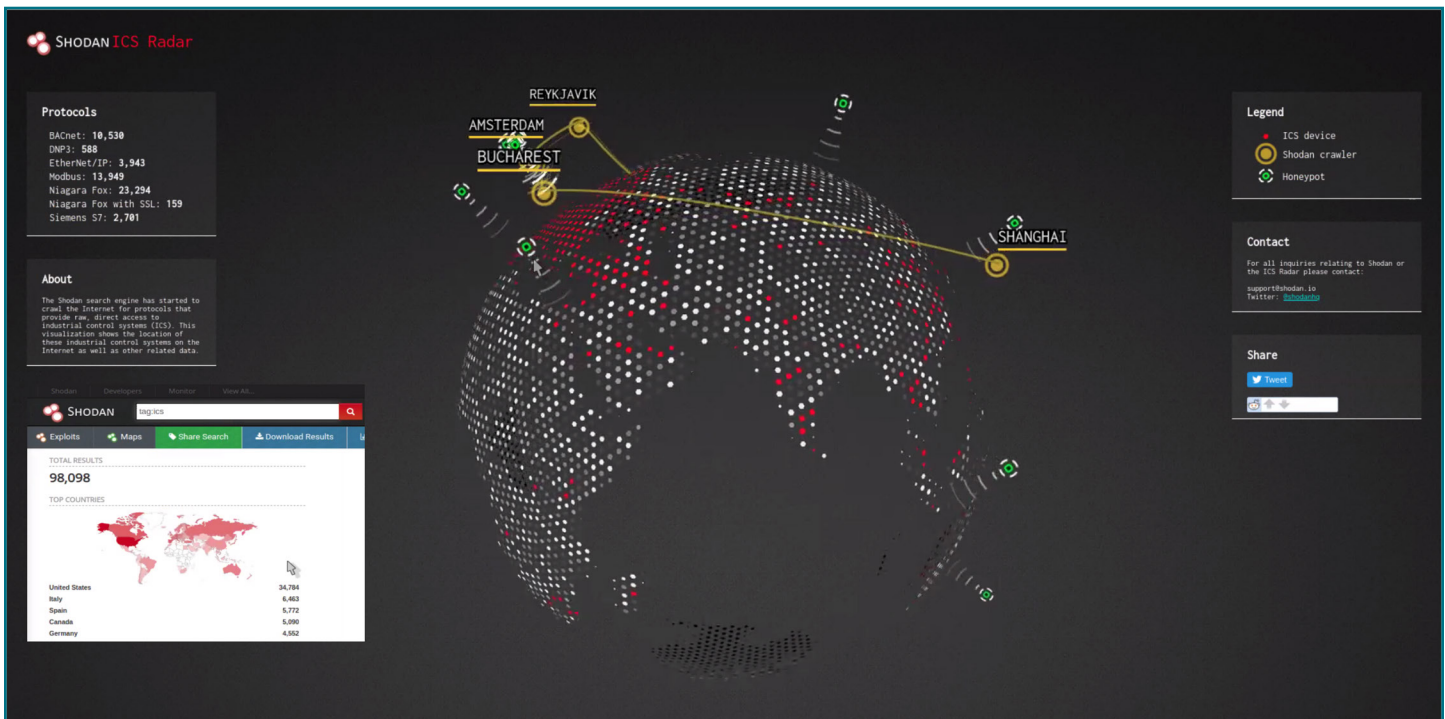 SHODAN ICS Radar
Protocols
BACnet: 10,530
DNP3: 588
EtherNet/IP: 3,943
Modbus: 13,949
Niagara Fox: 23,294
Niagara Fox with SSL: 159
Siemens S7: 2,701
About
The Shodan search engine has started to
crawl the Internet for protocols that
provide raw, direct access to
industrial control systems (ICS). This
visualization shows the location of
these industrial control systems on the
Internet as well as other related data.
Shodan Developers Monitor View All...
SHODAN tag:ics
Exploits Maps Share Search Download Results
TOTAL RESULTS
98,098
TOP COUNTRIES
United States 34,784
Italy 6,463
Spain 5,772
Canada 5,090
Germany 4,552
REYKJAVIK
AMSTERDAM
BUCHAREST
SHANGHAI
Legend
ICS device
Shodan crawler
Honeypot
Contact
For all inquiries relating to Shodan or
the ICS Radar please contact:
support@shodan.io
Twitter: @shodanhq
Share
Tweet